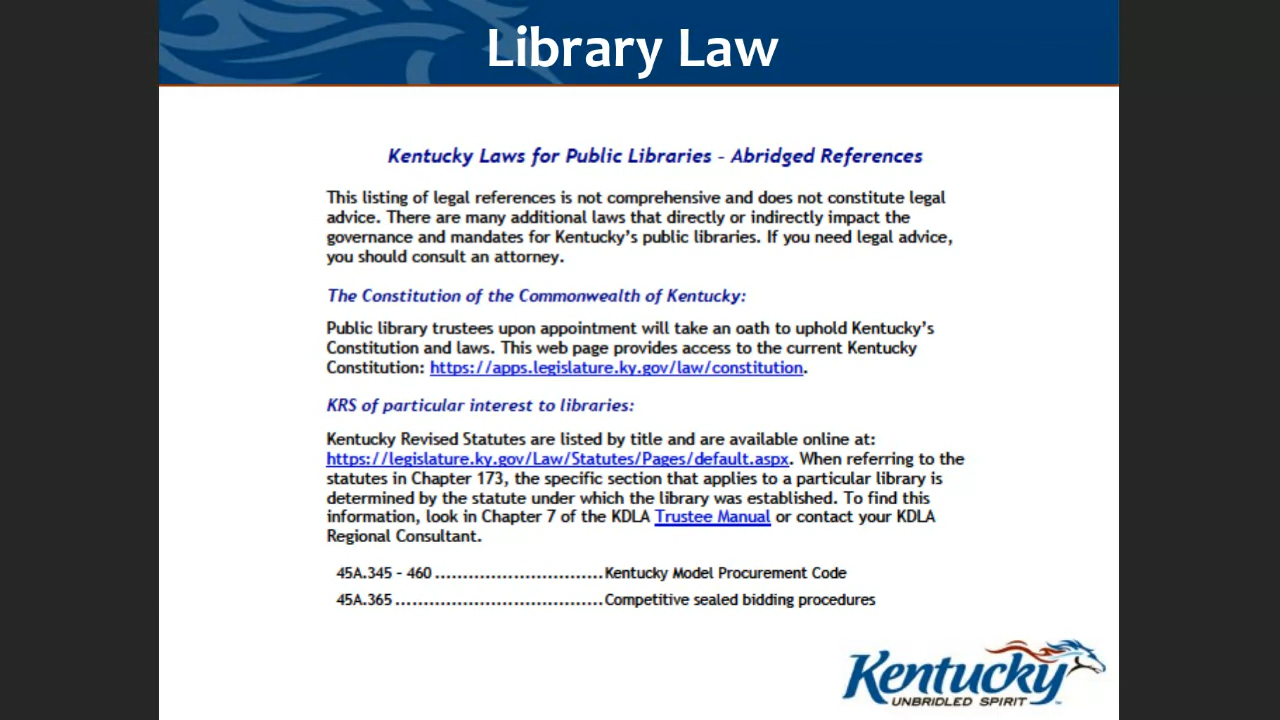 Library Law
Kentucky Laws for Public Libraries – Abridged References
This listing of legal references is not comprehensive and does not constitute legal
advice. There are many additional laws that directly or indirectly impact the
governance and mandates for Kentucky's public libraries. If you need legal advice,
you should consult an attorney.
The Constitution of the Commonwealth of Kentucky:
Public library trustees upon appointment will take an oath to uphold Kentucky's
Constitution and laws. This web page provides access to the current Kentucky
Constitution: https://apps.legislature.ky.gov/law/constitution.
KRS of particular interest to libraries:
Kentucky Revised Statutes are listed by title and are available online at:
https://legislature.ky.gov/Law/Statutes/Pages/default.aspx. When referring to the
statutes in Chapter 173, the specific section that applies to a particular library is
determined by the statute under which the library was established. To find this
information, look in Chapter 7 of the KDLA Trustee Manual or contact your KDLA
Regional Consultant.
45A.345 – 460..............................Kentucky Model Procurement Code
45A.365.....................................Competitive sealed bidding procedures
Kentucky
UNBRIDLED SPIRIT™